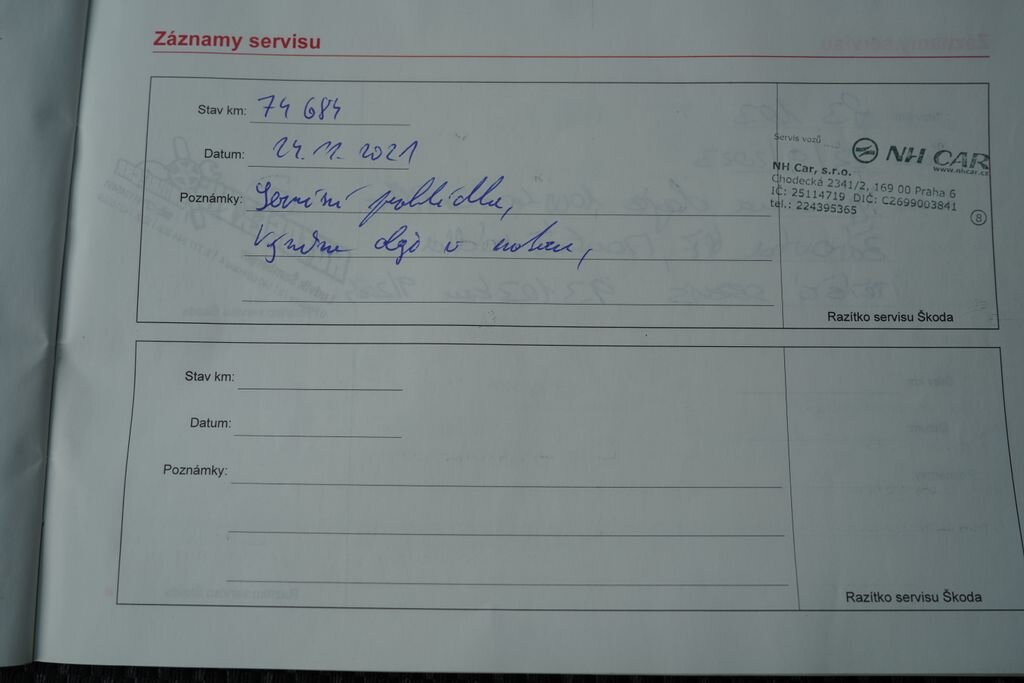 Záznamy servisu
Stav km: 74 684
Datum: 24.11.2021
Poznámky: Servisní prohlídka,
Výměna oleje v motoru,
Servis vozů
NH CAR
www.nhcar.cz
NH Car, s.r.o.
Chodecká 2341/2, 169 00 Praha 6
IČ: 25114719 DIČ: CZ699003841
tel.: 224395365
8
Razítko servisu Škoda
Stav km:
Datum:
Poznámky:
Razítko servisu Škoda